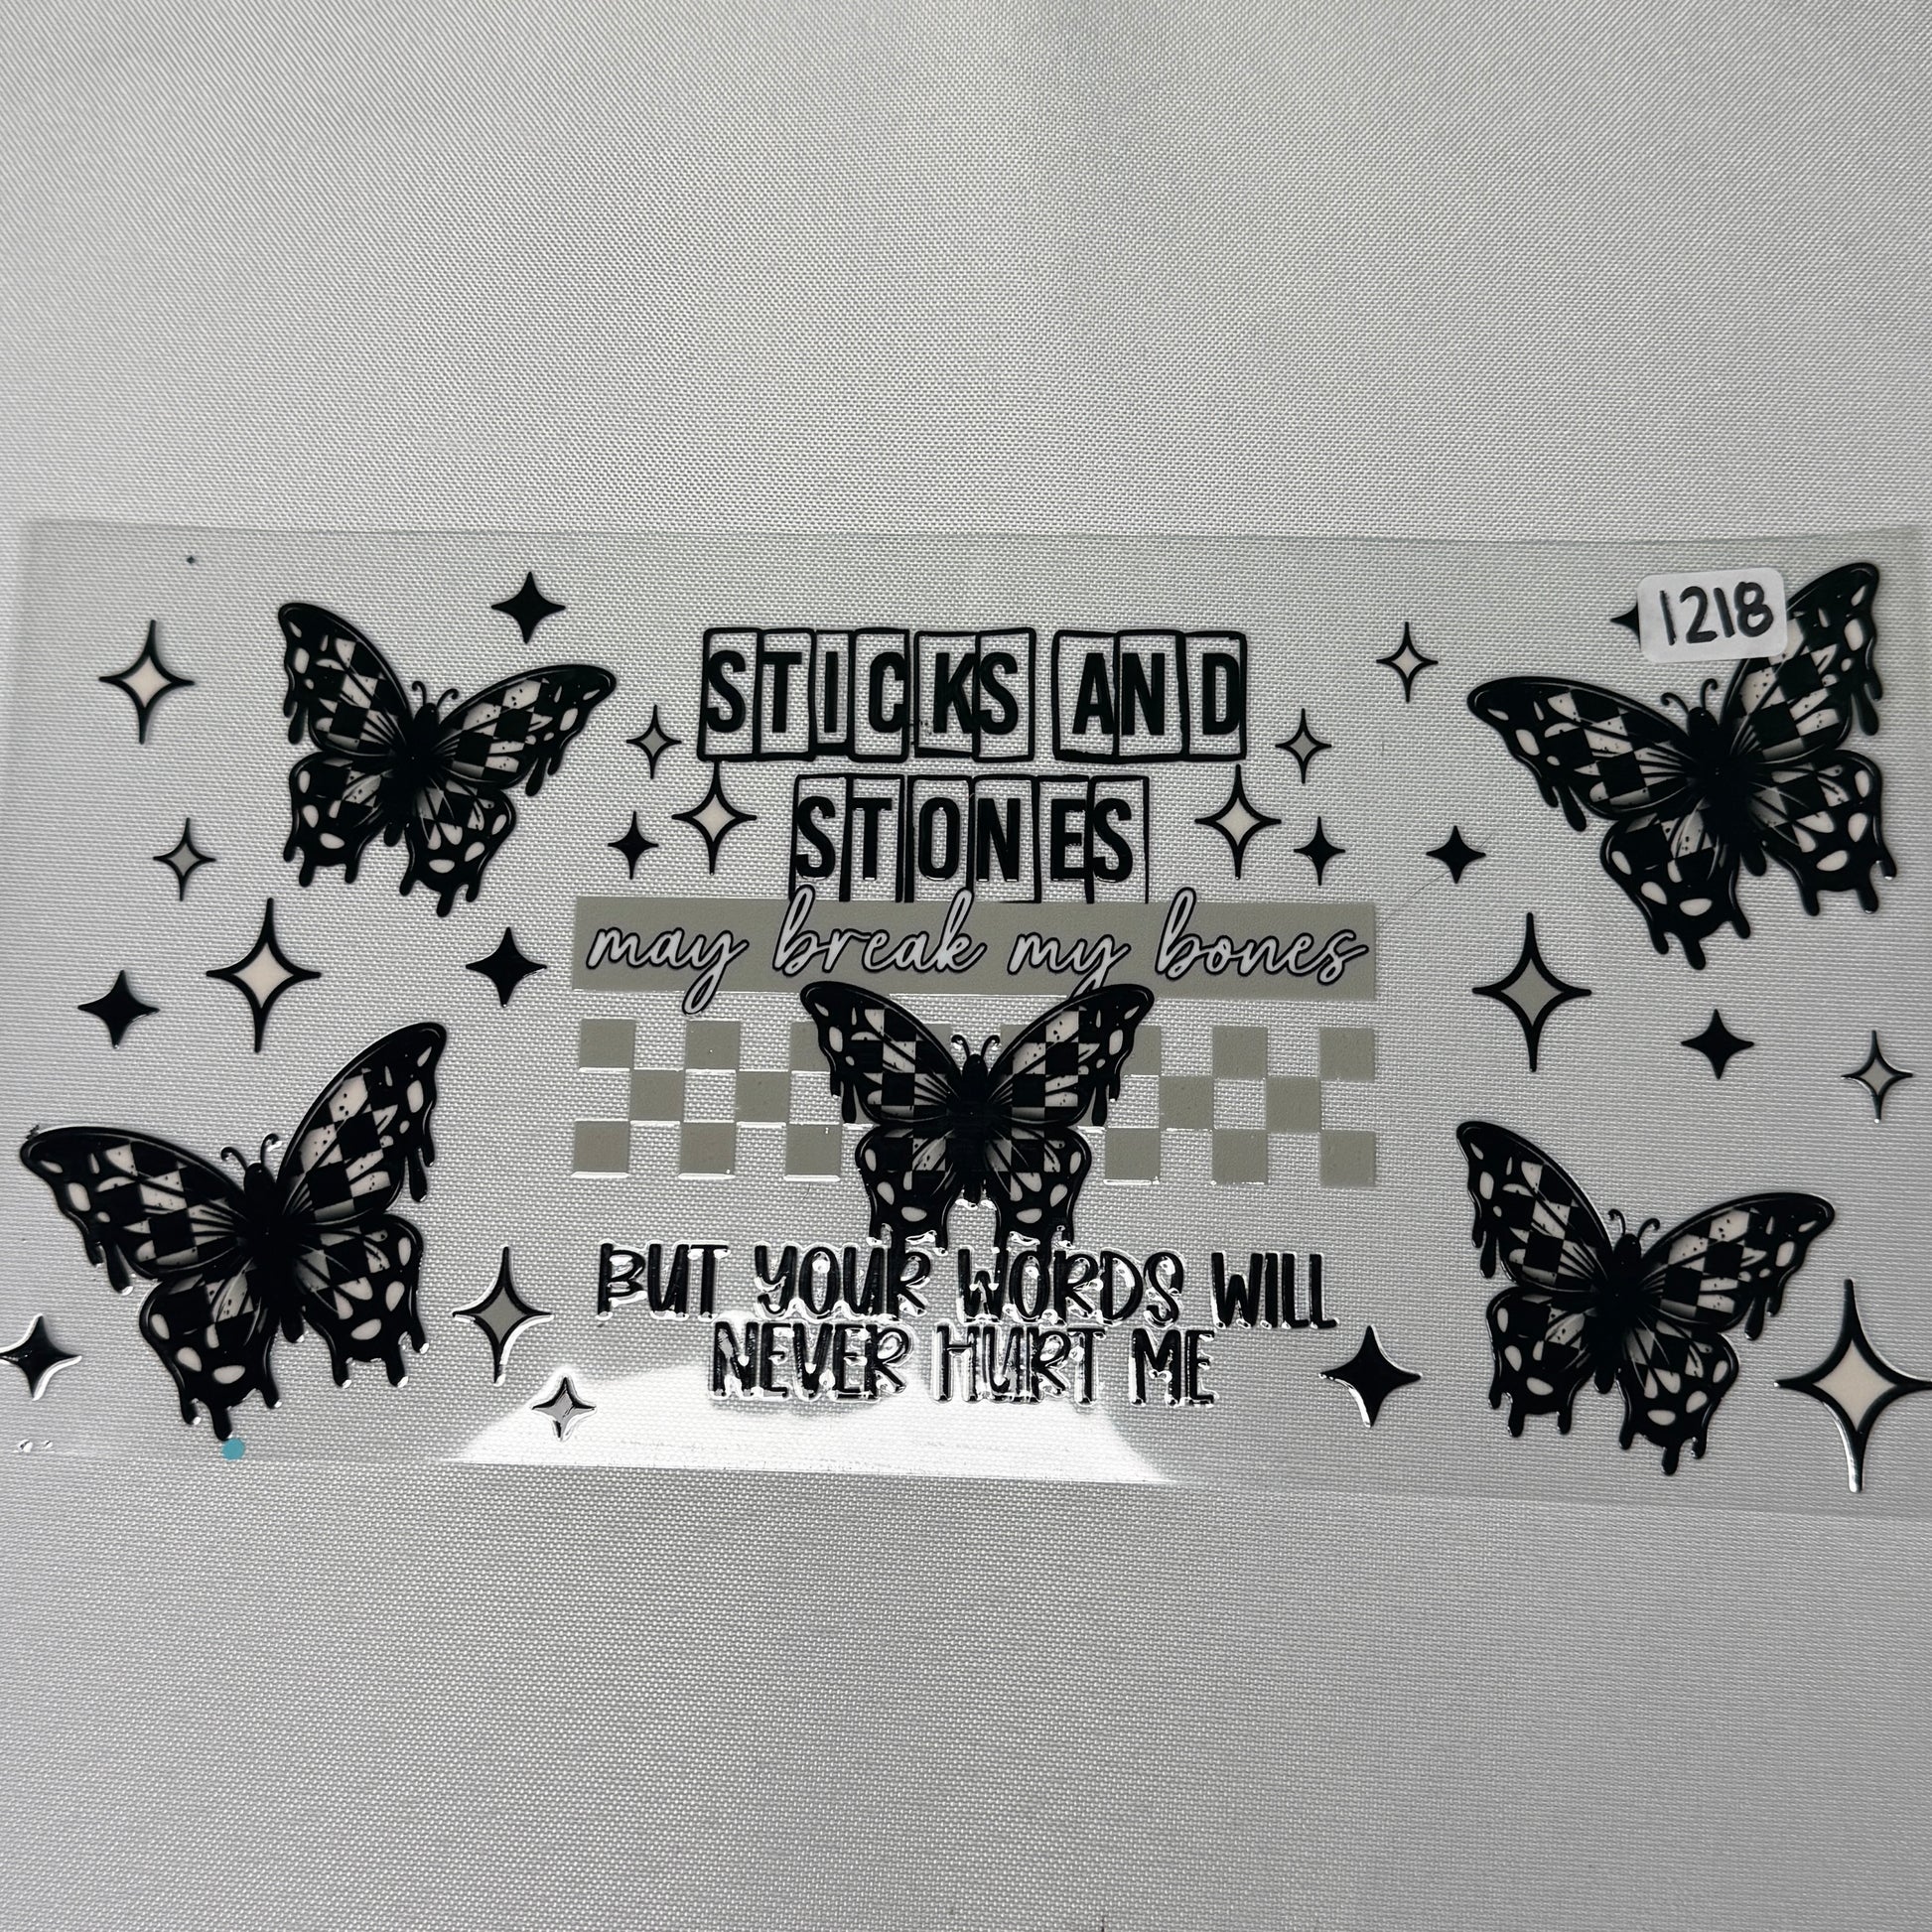 1218
STICKS AND
STONES
may break my bones
BUT YOUR WORDS WILL
NEVER HURT ME